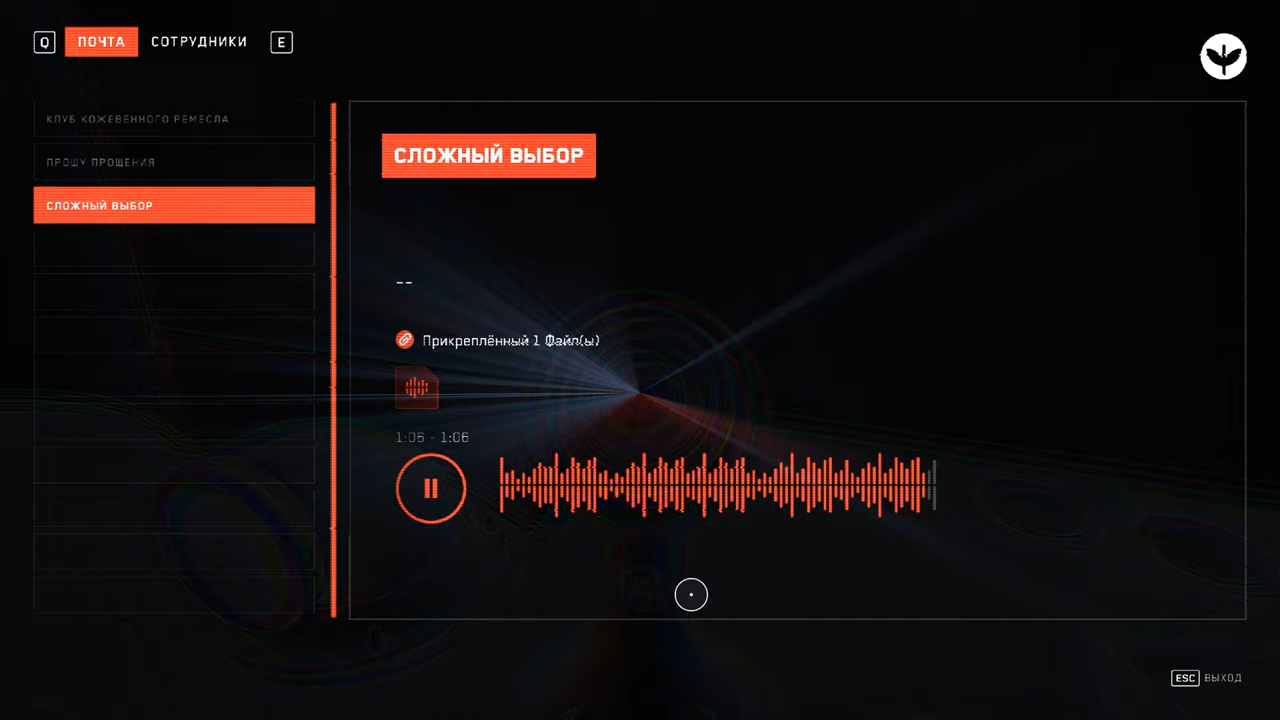 Q ПОЧТА СОТРУДНИКИ E
КЛУБ КОЖЕВЕННОГО РЕМЕСЛА
ПРОШУ ПРОЩЕНИЯ
СЛОЖНЫЙ ВЫБОР
СЛОЖНЫЙ ВЫБОР
--
Прикреплённый 1 Файл(ы)
1:06 - 1:06
ESC ВЫХОД